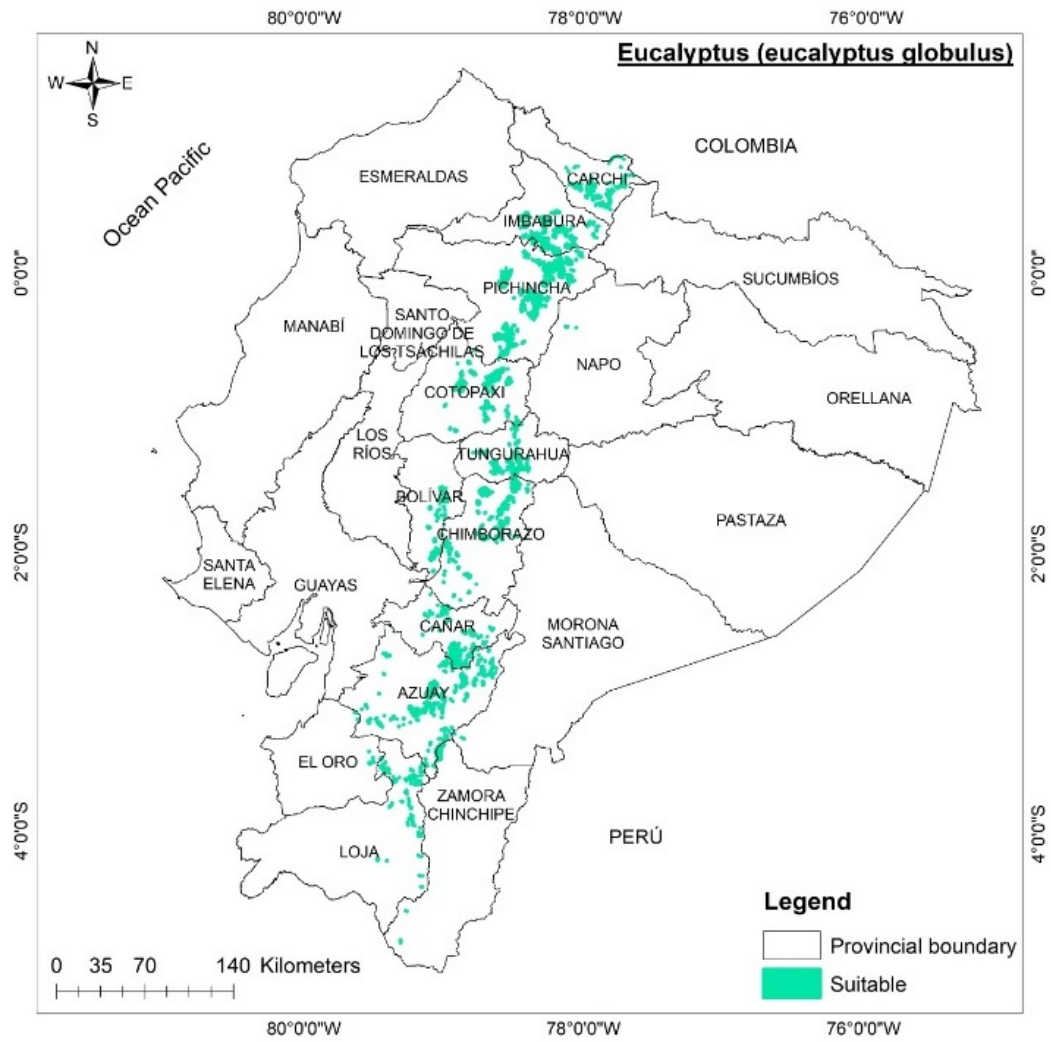 80°0'0"W 78°0'0"W 76°0'0"W
Eucalyptus (eucalyptus globulus)
N
W E
S
COLOMBIA
Ocean Pacific
ESMERALDAS
CARCHI
IMBABURA
0°0'0" 0°0'0"
SUCUMBÍOS
PICHINCHA
MANABÍ
SANTO
DOMINGO DE
LOS TSÁCHILAS
NAPO
COTOPAXI
ORELLANA
LOS
RÍOS
TUNGURAHUA
BOLÍVAR
PASTAZA
CHIMBORAZO
2°0'0"S 2°0'0"S
SANTA
ELENA
GUAYAS
CAÑAR
MORONA
SANTIAGO
AZUAY
EL ORO
ZAMORA
CHINCHIPE
4°0'0"S 4°0'0"S
PERÚ
LOJA
Legend
Provincial boundary
Suitable
0 35 70 140 Kilometers
80°0'0"W 78°0'0"W 76°0'0"W